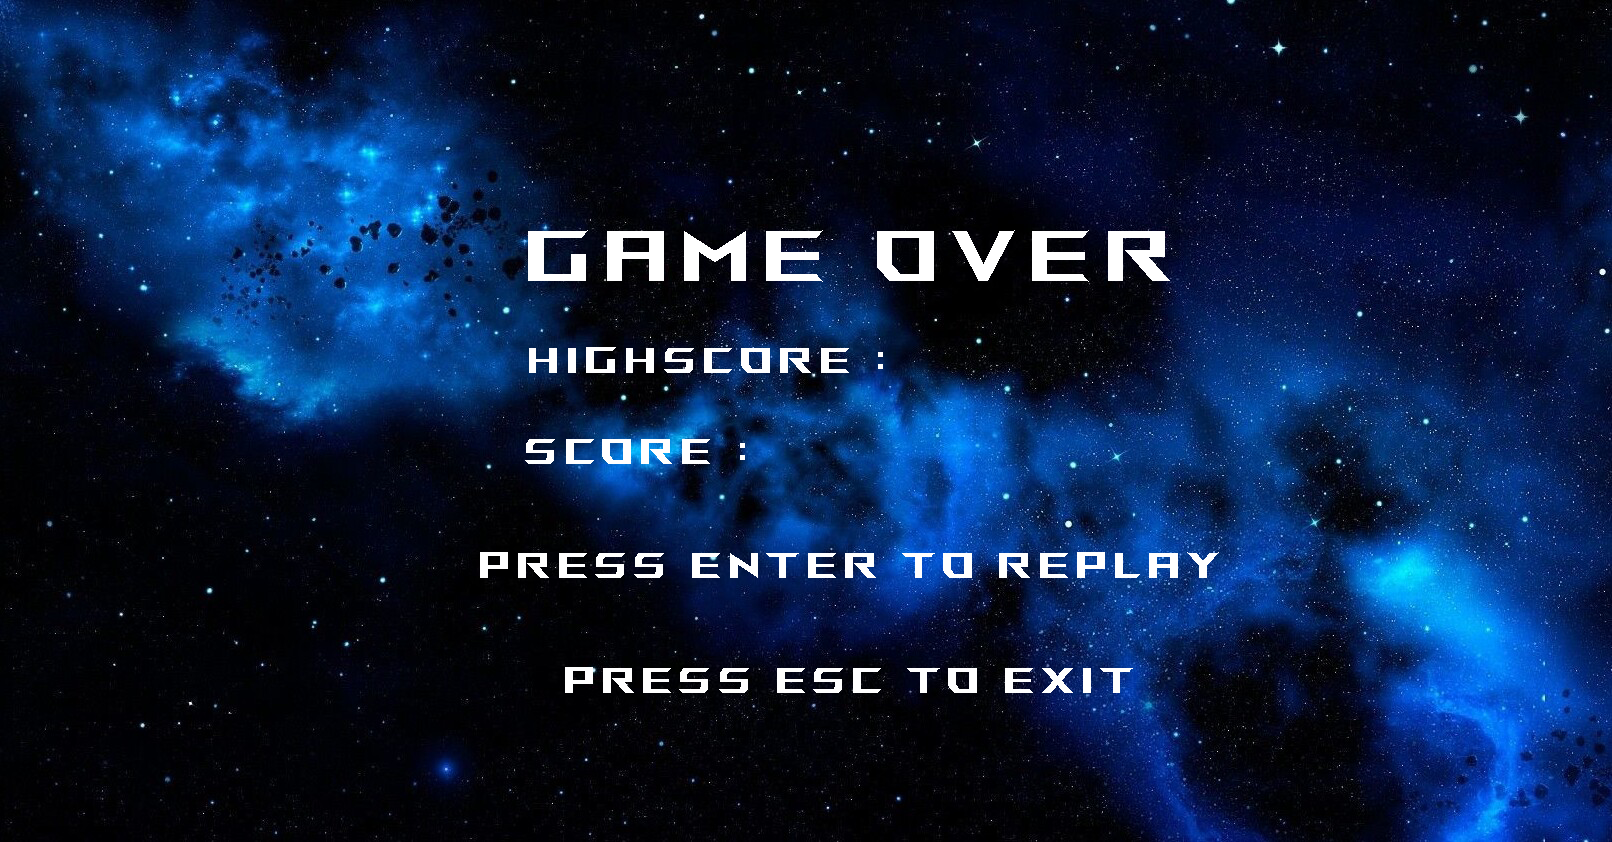 GAME OVER
HIGHSCORE :
SCORE :
PRESS ENTER TO REPLAY
PRESS ESC TO EXIT